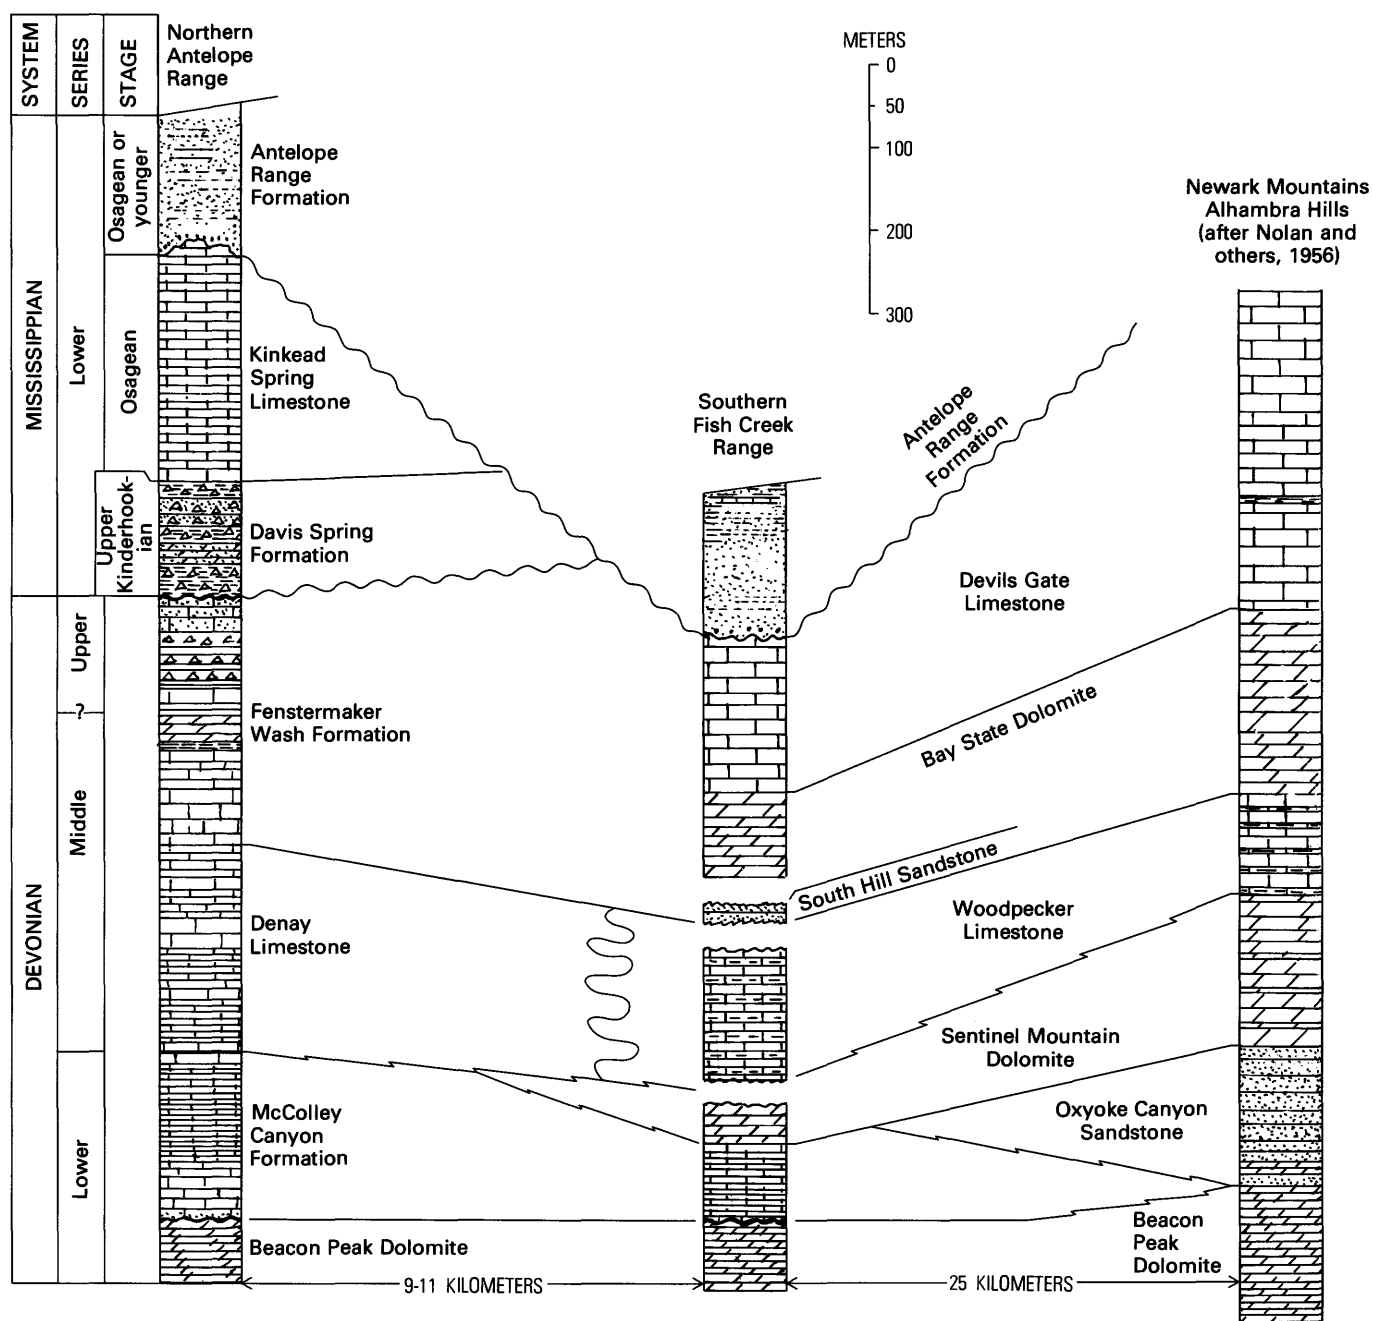 SYSTEM
SERIES
STAGE
Northern
Antelope
Range
METERS
0
50
100
200
300
Newark Mountains
Alhambra Hills
(after Nolan and
others, 1956)
MISSISSIPPIAN
Lower
Osagean or
younger
Antelope
Range
Formation
Osagean
Kinkead
Spring
Limestone
Southern
Fish Creek
Range
Antelope
Range
Formation
Upper
Kinderhook-
ian
Davis Spring
Formation
Devils Gate
Limestone
DEVONIAN
Upper
?
Middle
Lower
Fenstermaker
Wash Formation
Bay State Dolomite
South Hill Sandstone
Denay
Limestone
Woodpecker
Limestone
Sentinel Mountain
Dolomite
McColley
Canyon
Formation
Oxyoke Canyon
Sandstone
Beacon Peak Dolomite
Beacon
Peak
Dolomite
9-11 KILOMETERS
25 KILOMETERS